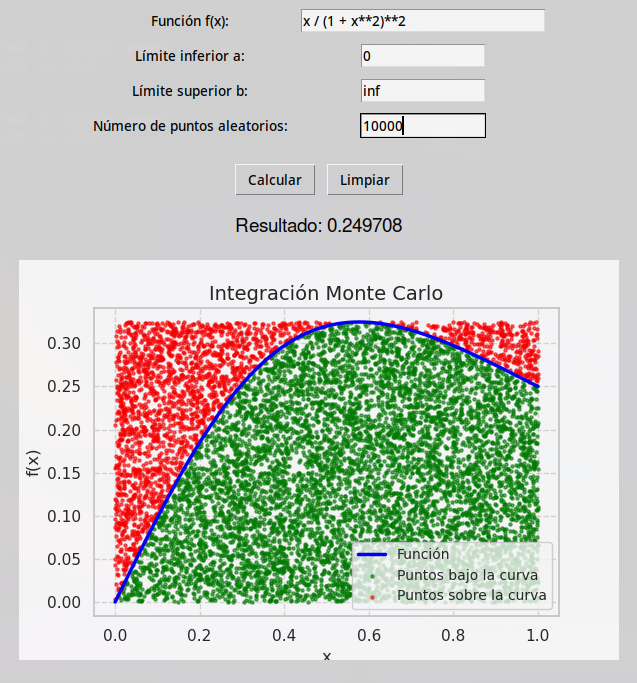 Función f(x): x / (1 + x**2)**2
Límite inferior a: 0
Límite superior b: inf
Número de puntos aleatorios: 10000
Calcular Limpiar
Resultado: 0.249708
Integración Monte Carlo
f(x)
0.30
0.25
0.20
0.15
0.10
0.05
0.00
Función
Puntos bajo la curva
Puntos sobre la curva
0.0 0.2 0.4 0.6 0.8 1.0
x